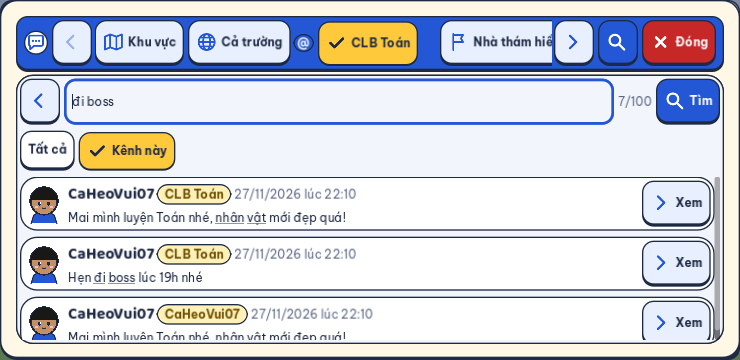 Khu vực Cả trường @ CLB Toán Nhà thám hiể Đóng
đi boss 7/100 Tìm
Tất cả Kênh này
CaHeoVui07 CLB Toán 27/11/2026 lúc 22:10
Mai mình luyện Toán nhé, nhân vật mới đẹp quá! Xem
CaHeoVui07 CLB Toán 27/11/2026 lúc 22:10
Hẹn đi boss lúc 19h nhé Xem
CaHeoVui07 CaHeoVui07 27/11/2026 lúc 22:10
Mai mình luyện Toán nhé, nhân vật mới đẹp quá! Xem